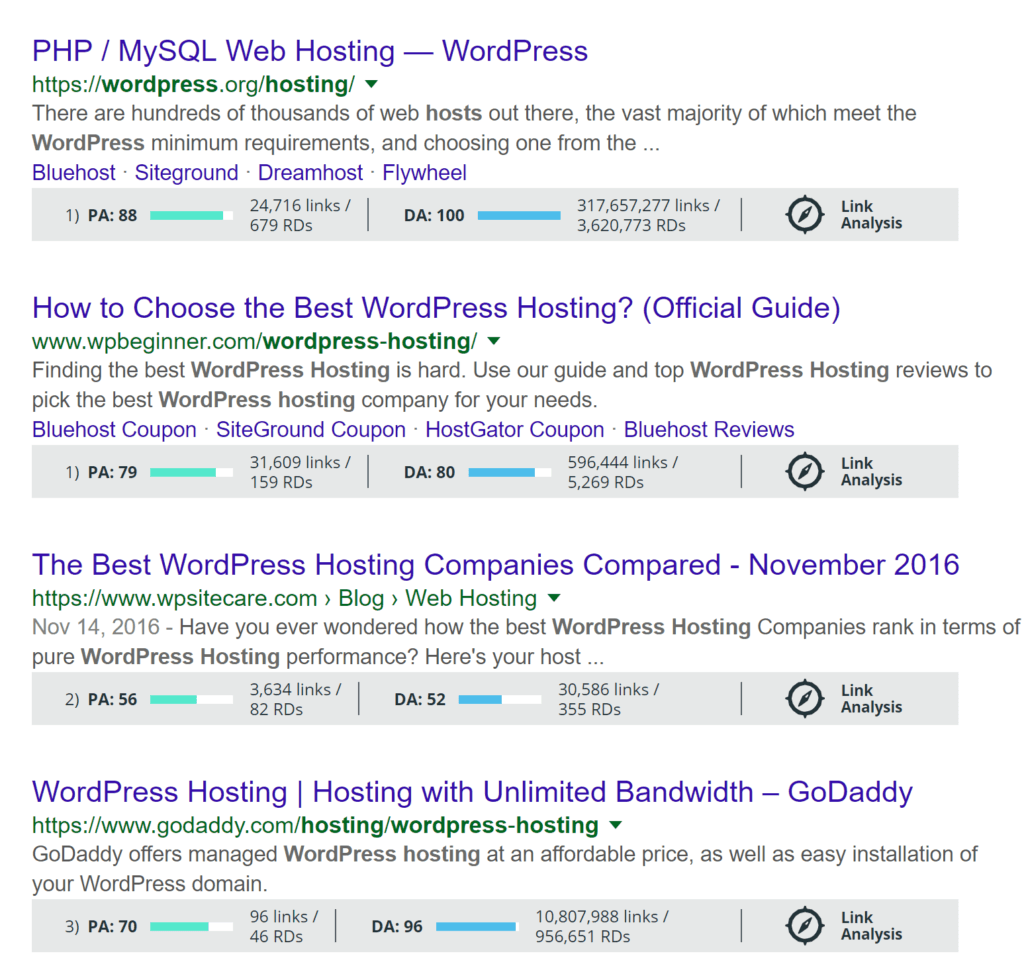 PHP / MySQL Web Hosting — WordPress
https://wordpress.org/hosting/
There are hundreds of thousands of web hosts out there, the vast majority of which meet the
WordPress minimum requirements, and choosing one from the ...
Bluehost · Siteground · Dreamhost · Flywheel
1) PA: 88 24,716 links / DA: 100 317,657,277 links / Link
679 RDs 3,620,773 RDs Analysis
How to Choose the Best WordPress Hosting? (Official Guide)
www.wpbeginner.com/wordpress-hosting/
Finding the best WordPress Hosting is hard. Use our guide and top WordPress Hosting reviews to
pick the best WordPress hosting company for your needs.
Bluehost Coupon · SiteGround Coupon · HostGator Coupon · Bluehost Reviews
1) PA: 79 31,609 links / DA: 80 596,444 links / Link
159 RDs 5,269 RDs Analysis
The Best WordPress Hosting Companies Compared - November 2016
https://www.wpsitecare.com › Blog › Web Hosting
Nov 14, 2016 - Have you ever wondered how the best WordPress Hosting Companies rank in terms of
pure WordPress Hosting performance? Here's your host ...
2) PA: 56 3,634 links / DA: 52 30,586 links / Link
82 RDs 355 RDs Analysis
WordPress Hosting | Hosting with Unlimited Bandwidth – GoDaddy
https://www.godaddy.com/hosting/wordpress-hosting
GoDaddy offers managed WordPress hosting at an affordable price, as well as easy installation of
your WordPress domain.
3) PA: 70 96 links / DA: 96 10,807,988 links / Link
46 RDs 956,651 RDs Analysis